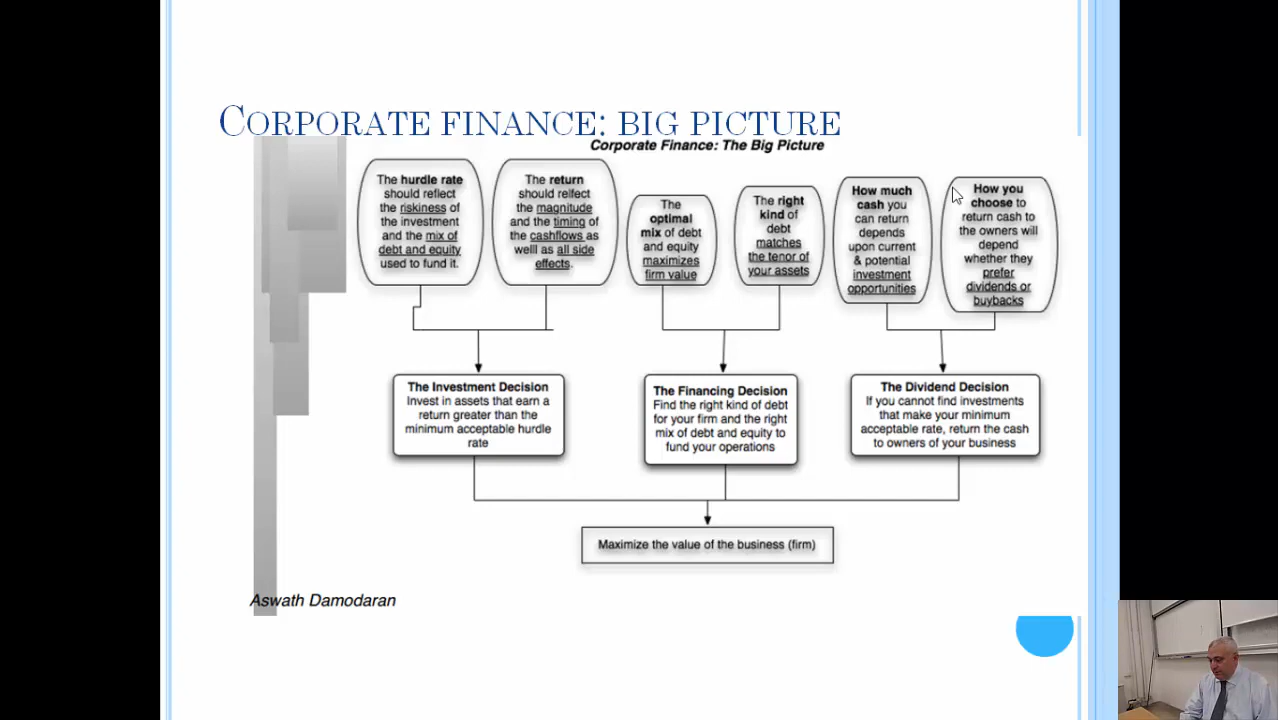 CORPORATE FINANCE: BIG PICTURE
Corporate Finance: The Big Picture
The hurdle rate
should reflect
the riskiness of
the investment
and the mix of
debt and equity
used to fund it.
The return
should relfect
the magnitude
and the timing of
the cashflows as
welll as all side
effects.
The
optimal
mix of debt
and equity
maximizes
firm value
The right
kind of
debt
matches
the tenor of
your assets
How much
cash you
can return
depends
upon current
& potential
investment
opportunities
How you
choose to
return cash to
the owners will
depend
whether they
prefer
dividends or
buybacks
The Investment Decision
Invest in assets that earn a
return greater than the
minimum acceptable hurdle
rate
The Financing Decision
Find the right kind of debt
for your firm and the right
mix of debt and equity to
fund your operations
The Dividend Decision
If you cannot find investments
that make your minimum
acceptable rate, return the cash
to owners of your business
Maximize the value of the business (firm)
Aswath Damodaran